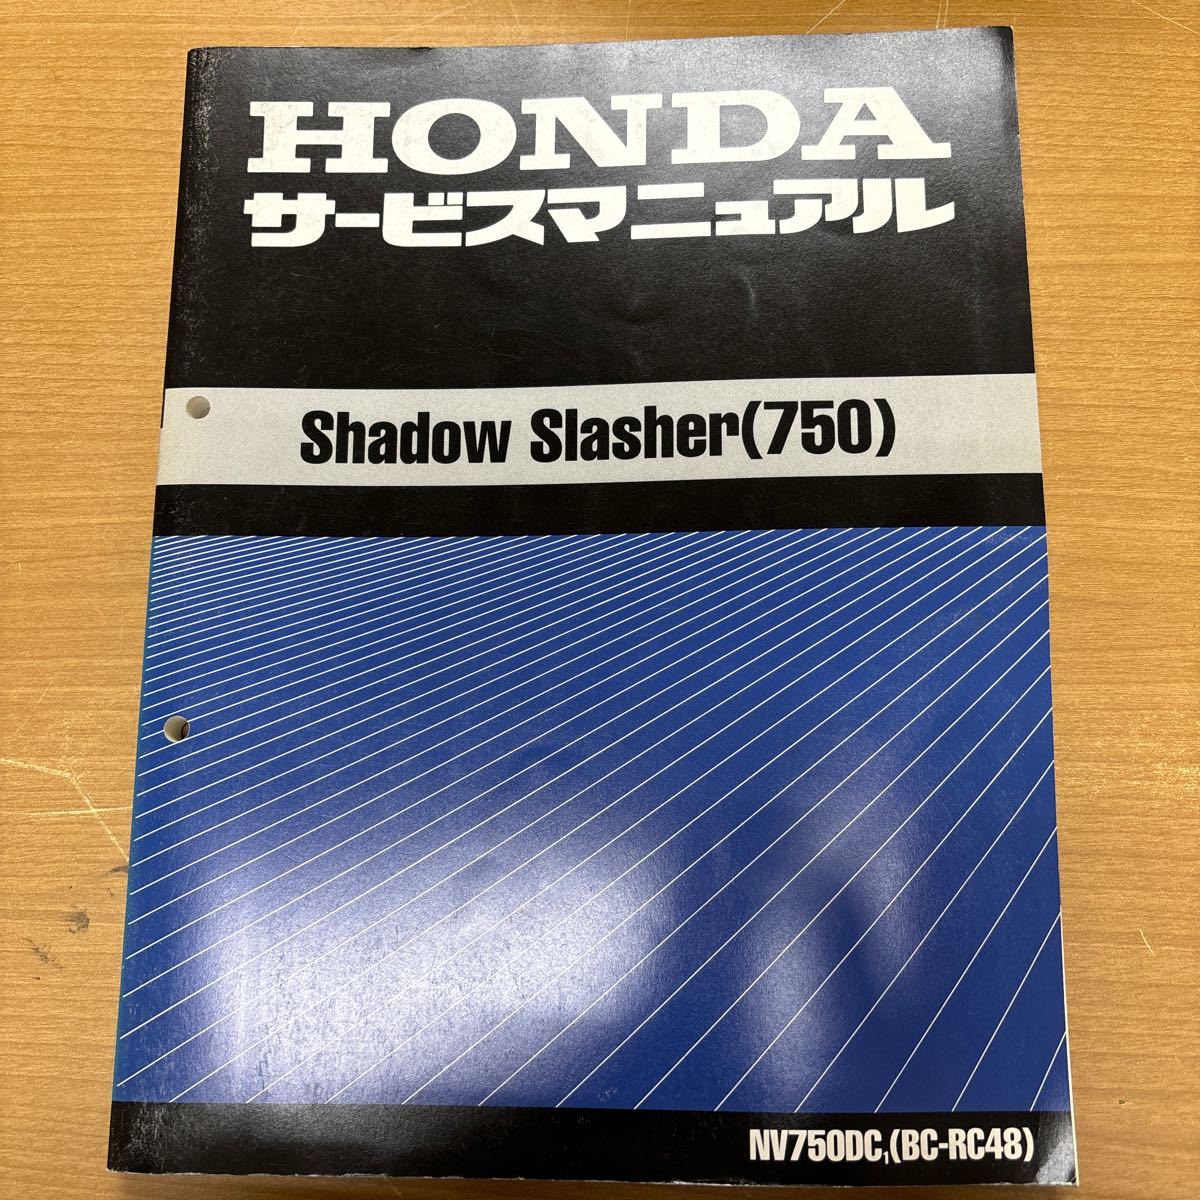 HONDA
サービスマニュアル
Shadow Slasher(750)
NV750DC₁(BC-RC48)